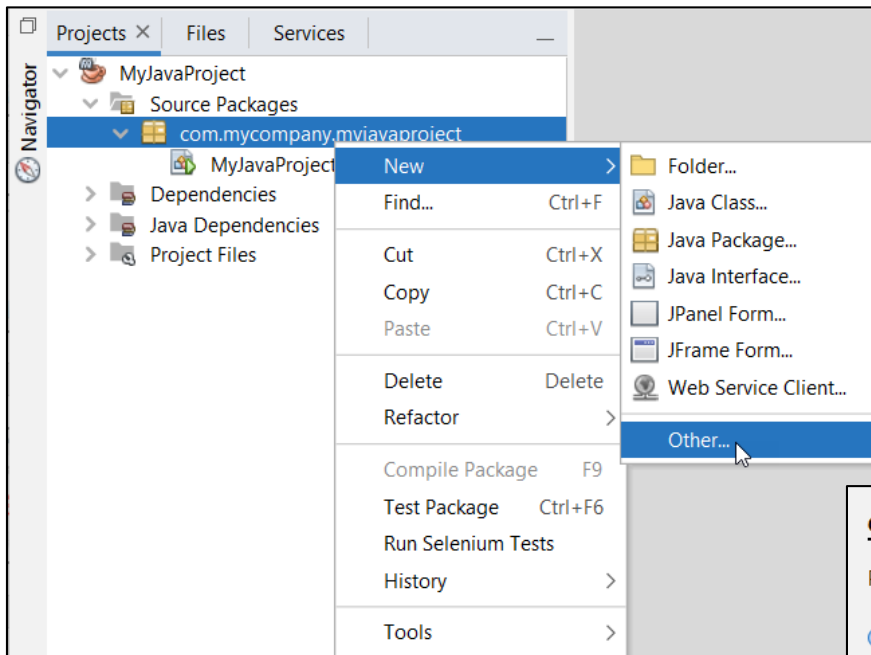 Projects Files Services
Navigator
MyJavaProject
Source Packages
com.mycompany.myjavaproject
MyJavaProject
Dependencies
Java Dependencies
Project Files
New
Find... Ctrl+F
Cut Ctrl+X
Copy Ctrl+C
Paste Ctrl+V
Delete Delete
Refactor
Compile Package F9
Test Package Ctrl+F6
Run Selenium Tests
History
Tools
Folder...
Java Class...
Java Package...
Java Interface...
JPanel Form...
JFrame Form...
Web Service Client...
Other...